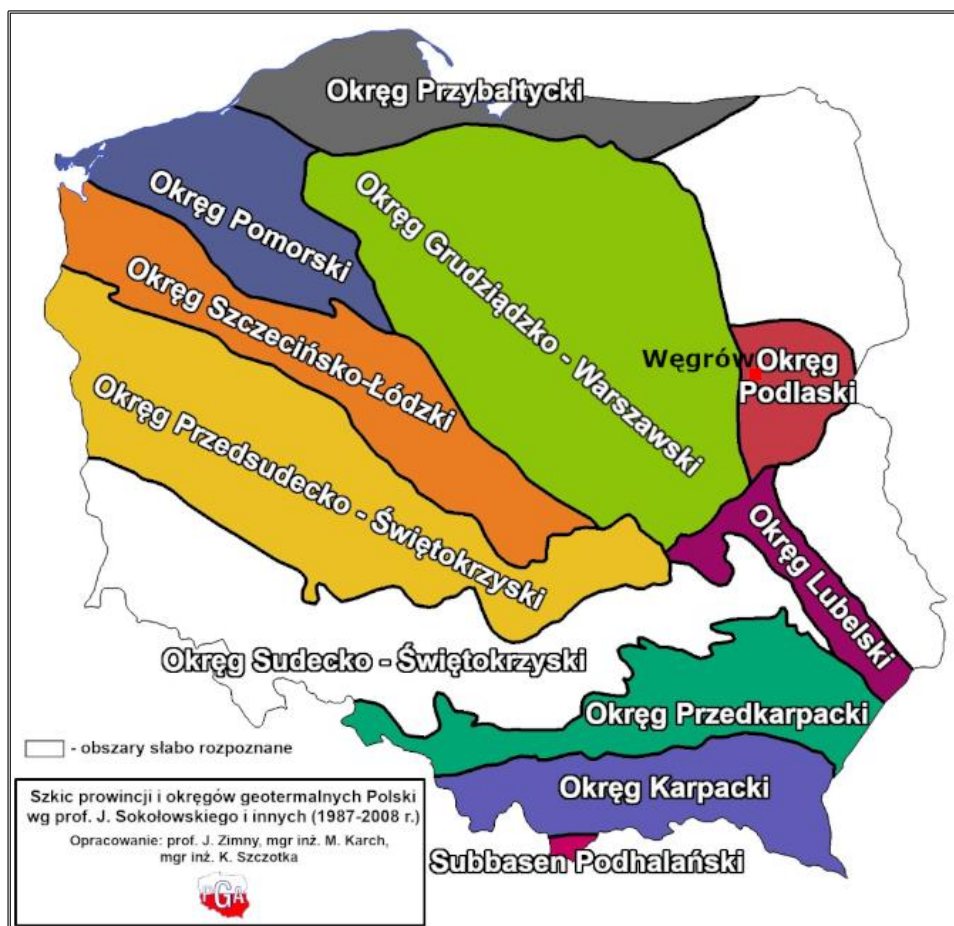 Okręg Przybałtycki
Okręg Pomorski
Okręg Grudziądzko - Warszawski
Okręg Szczecińsko-Łódzki
Węgrów
Okręg
Podlaski
Okręg Przedsudecko - Świętokrzyski
Okręg Lubelski
Okręg Sudecko - Świętokrzyski
Okręg Przedkarpacki
- obszary słabo rozpoznane
Okręg Karpacki
Subbasen Podhalański
Szkic prowincji i okręgów geotermalnych Polski
wg prof. J. Sokołowskiego i innych (1987-2008 r.)
Opracowanie: prof. J. Zimny, mgr inż. M. Karch,
mgr inż. K. Szczotka
PGA